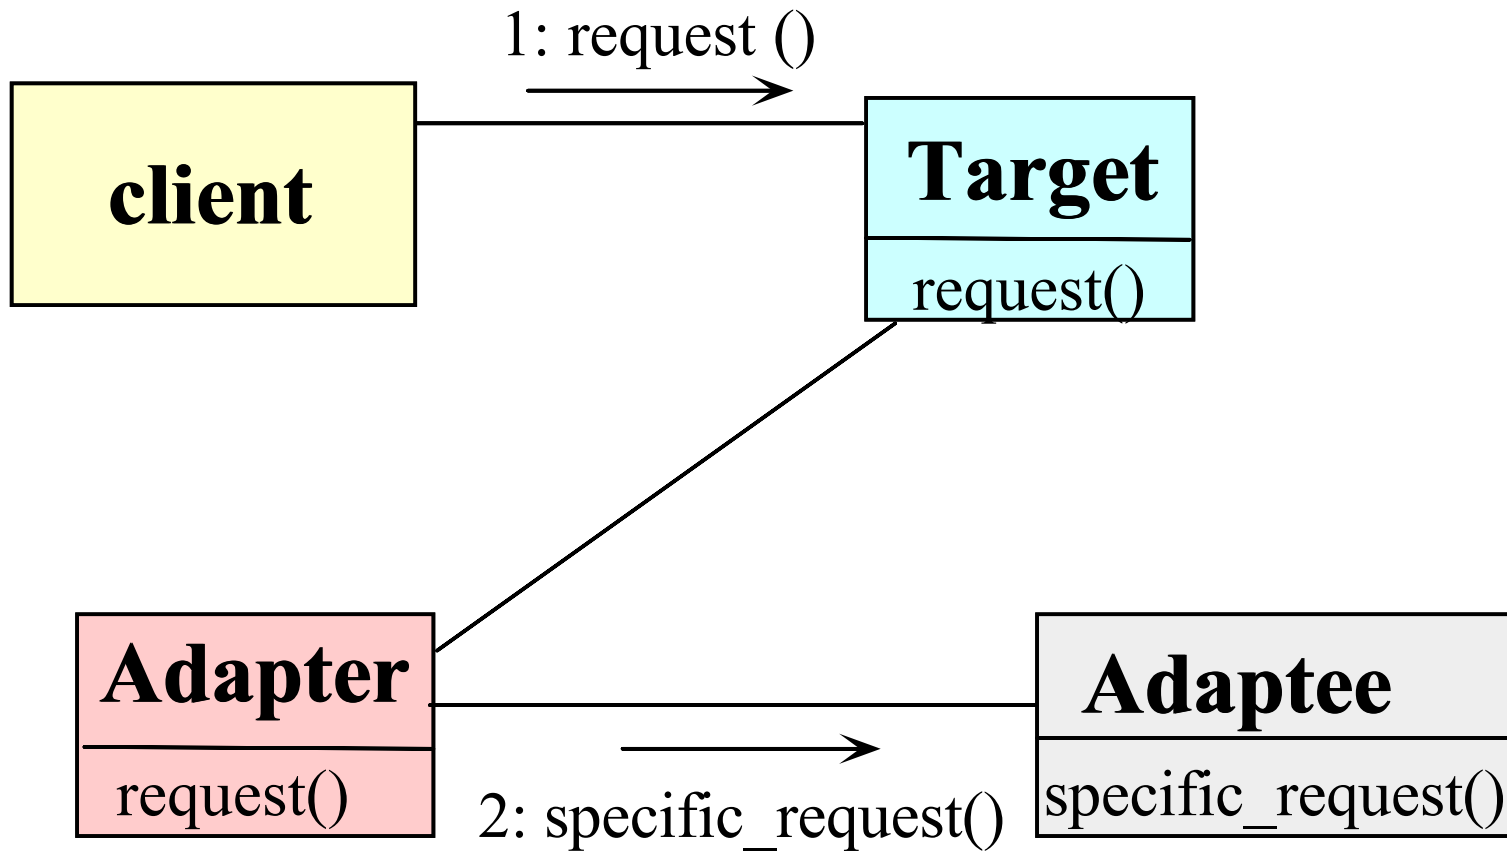 1: request ()
client
Target
request()
Adapter
request()
2: specific_request()
Adaptee
specific_request()